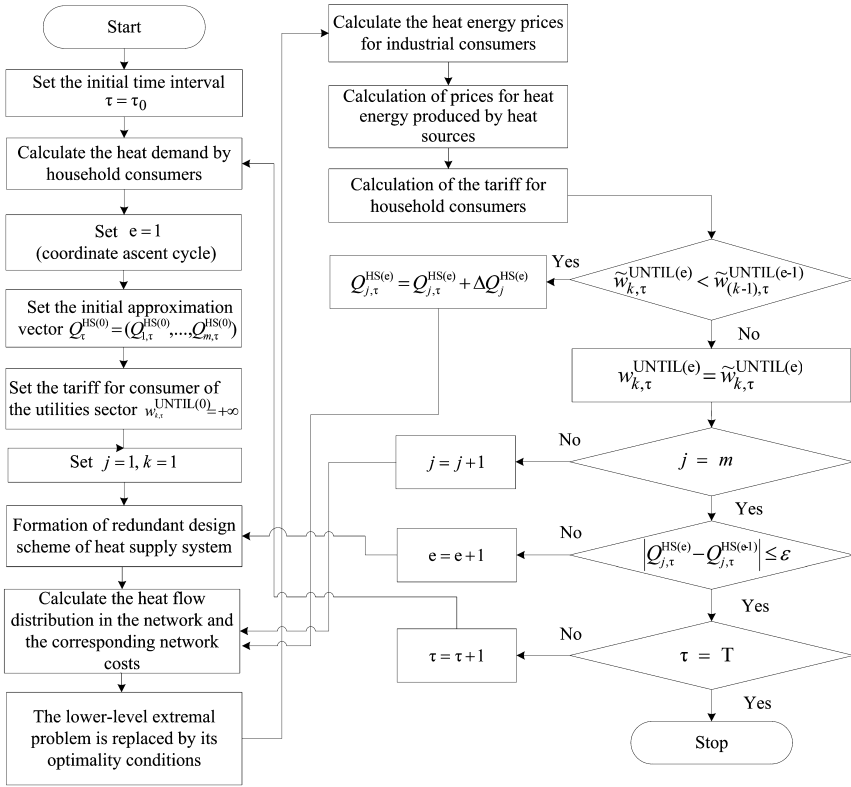 Start
Set the initial time interval
τ = τ₀
Calculate the heat demand by
household consumers
Set e = 1
(coordinate ascent cycle)
Set the initial approximation
vector Q_τ^HS(0) = (Q_1,τ^HS(0),...,Q_m,τ^HS(0))
Set the tariff for consumer of
the utilities sector w_k,τ^UNTIL(0) = +∞
Set j = 1, k = 1
Formation of redundant design
scheme of heat supply system
Calculate the heat flow
distribution in the network and
the corresponding network
costs
The lower-level extremal
problem is replaced by its
optimality conditions
Calculate the heat energy prices
for industrial consumers
Calculation of prices for heat
energy produced by heat
sources
Calculation of the tariff for
household consumers
w̃_k,τ^UNTIL(e) < w̃_(k-1),τ^UNTIL(e-1)
Yes
Q_j,τ^HS(e) = Q_j,τ^HS(e) + ΔQ_j^HS(e)
No
w_k,τ^UNTIL(e) = w̃_k,τ^UNTIL(e)
j = m
No
j = j+1
Yes
|Q_j,τ^HS(e) − Q_j,τ^HS(e-1)| ≤ ε
No
e = e+1
Yes
τ = T
No
τ = τ+1
Yes
Stop